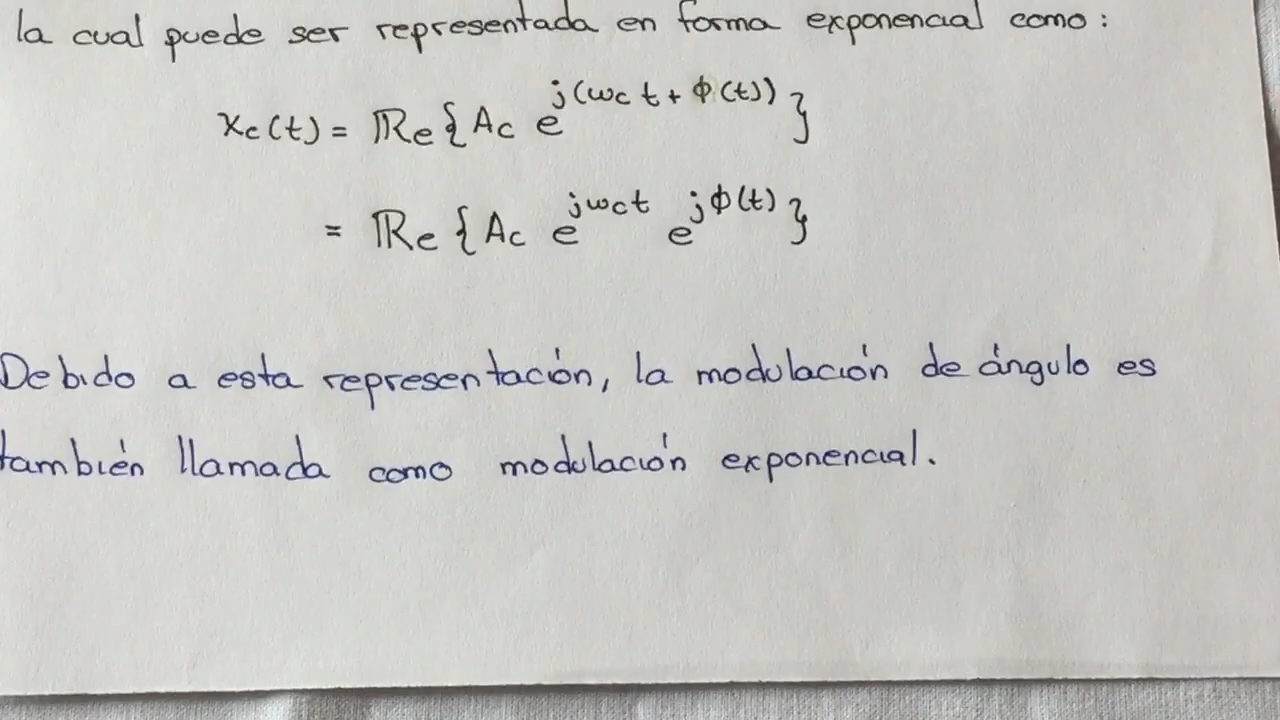 la cual puede ser representada en forma exponencial como:
xc(t) = ℝe{Ac e^j(ωc t + ϕ(t))}
= ℝe{Ac e^jωct e^jϕ(t)}
Debido a esta representación, la modulación de ángulo es
también llamada como modulación exponencial.